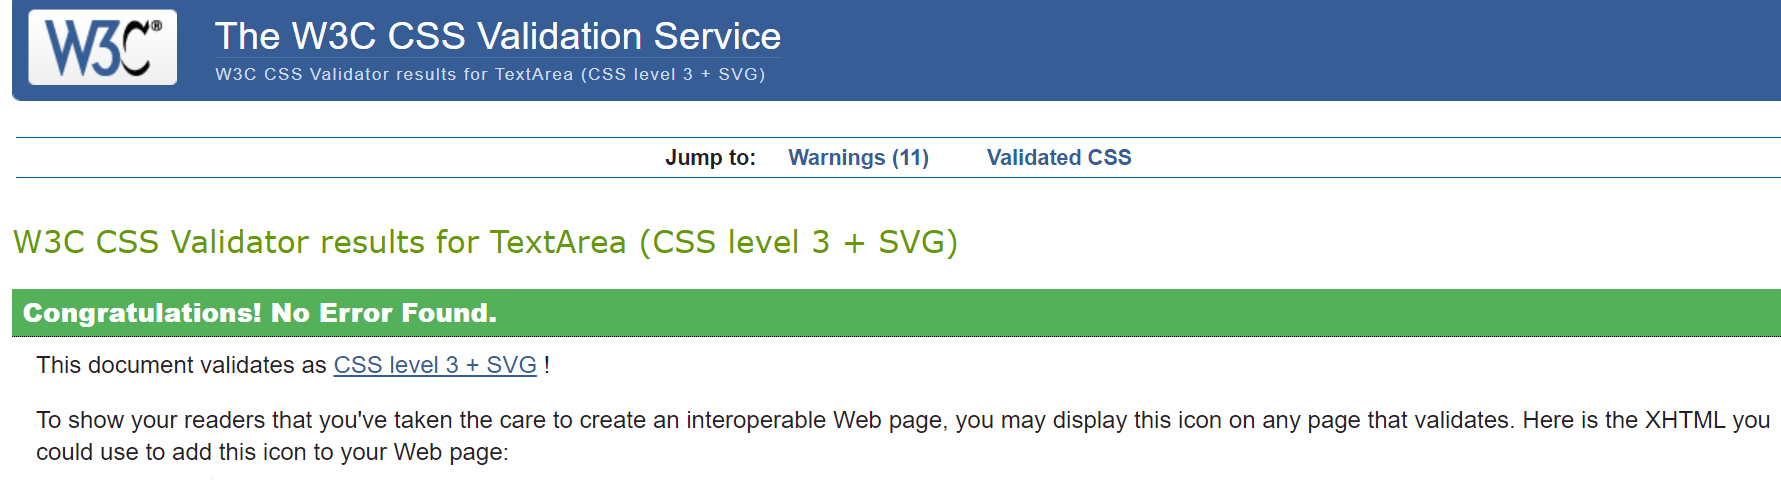 W3C®
The W3C CSS Validation Service
W3C CSS Validator results for TextArea (CSS level 3 + SVG)
Jump to: Warnings (11) Validated CSS
W3C CSS Validator results for TextArea (CSS level 3 + SVG)
Congratulations! No Error Found.
This document validates as CSS level 3 + SVG !
To show your readers that you've taken the care to create an interoperable Web page, you may display this icon on any page that validates. Here is the XHTML you
could use to add this icon to your Web page: